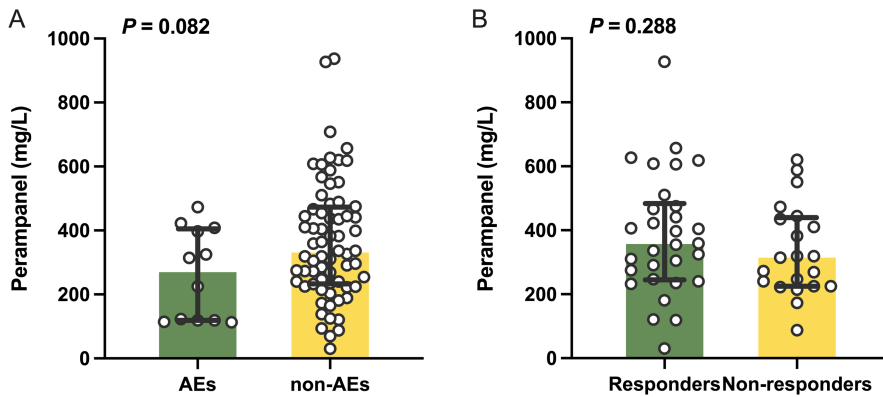 A
P = 0.082
Perampanel (mg/L)
1000
800
600
400
200
0
AEs
non-AEs
B
P = 0.288
Perampanel (mg/L)
1000
800
600
400
200
0
Responders
Non-responders